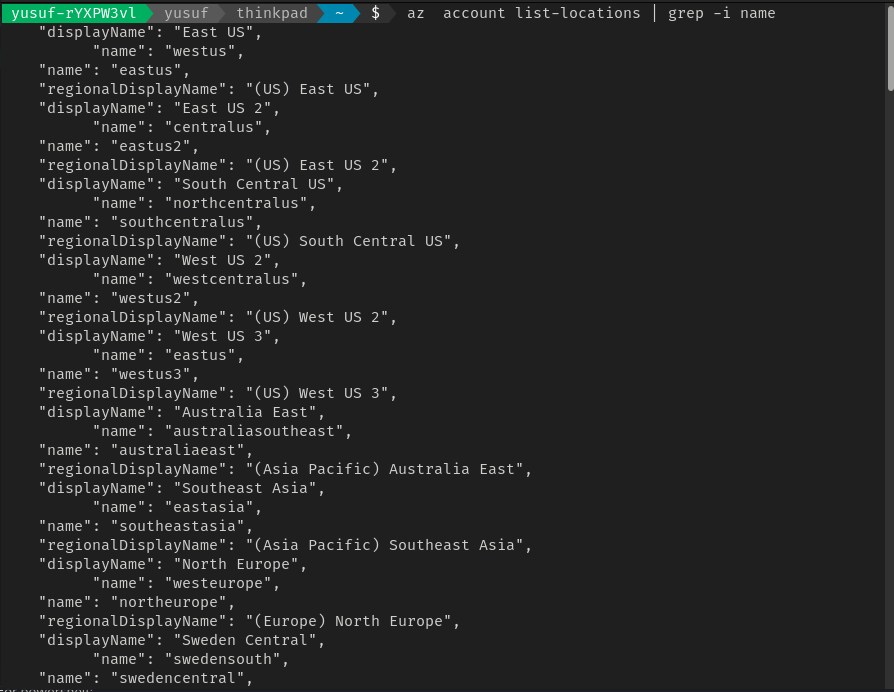 yusuf-rYXPW3vl yusuf thinkpad ~ $ az  account list-locations | grep -i name
    "displayName": "East US",
          "name": "westus",
    "name": "eastus",
    "regionalDisplayName": "(US) East US",
    "displayName": "East US 2",
          "name": "centralus",
    "name": "eastus2",
    "regionalDisplayName": "(US) East US 2",
    "displayName": "South Central US",
          "name": "northcentralus",
    "name": "southcentralus",
    "regionalDisplayName": "(US) South Central US",
    "displayName": "West US 2",
          "name": "westcentralus",
    "name": "westus2",
    "regionalDisplayName": "(US) West US 2",
    "displayName": "West US 3",
          "name": "eastus",
    "name": "westus3",
    "regionalDisplayName": "(US) West US 3",
    "displayName": "Australia East",
          "name": "australiasoutheast",
    "name": "australiaeast",
    "regionalDisplayName": "(Asia Pacific) Australia East",
    "displayName": "Southeast Asia",
          "name": "eastasia",
    "name": "southeastasia",
    "regionalDisplayName": "(Asia Pacific) Southeast Asia",
    "displayName": "North Europe",
          "name": "westeurope",
    "name": "northeurope",
    "regionalDisplayName": "(Europe) North Europe",
    "displayName": "Sweden Central",
          "name": "swedensouth",
    "name": "swedencentral",